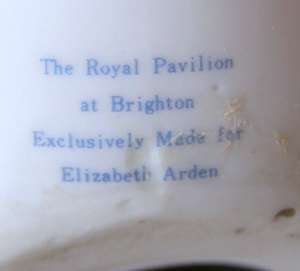 The Royal Pavilion
at Brighton
Exclusively Made for
Elizabeth Arden